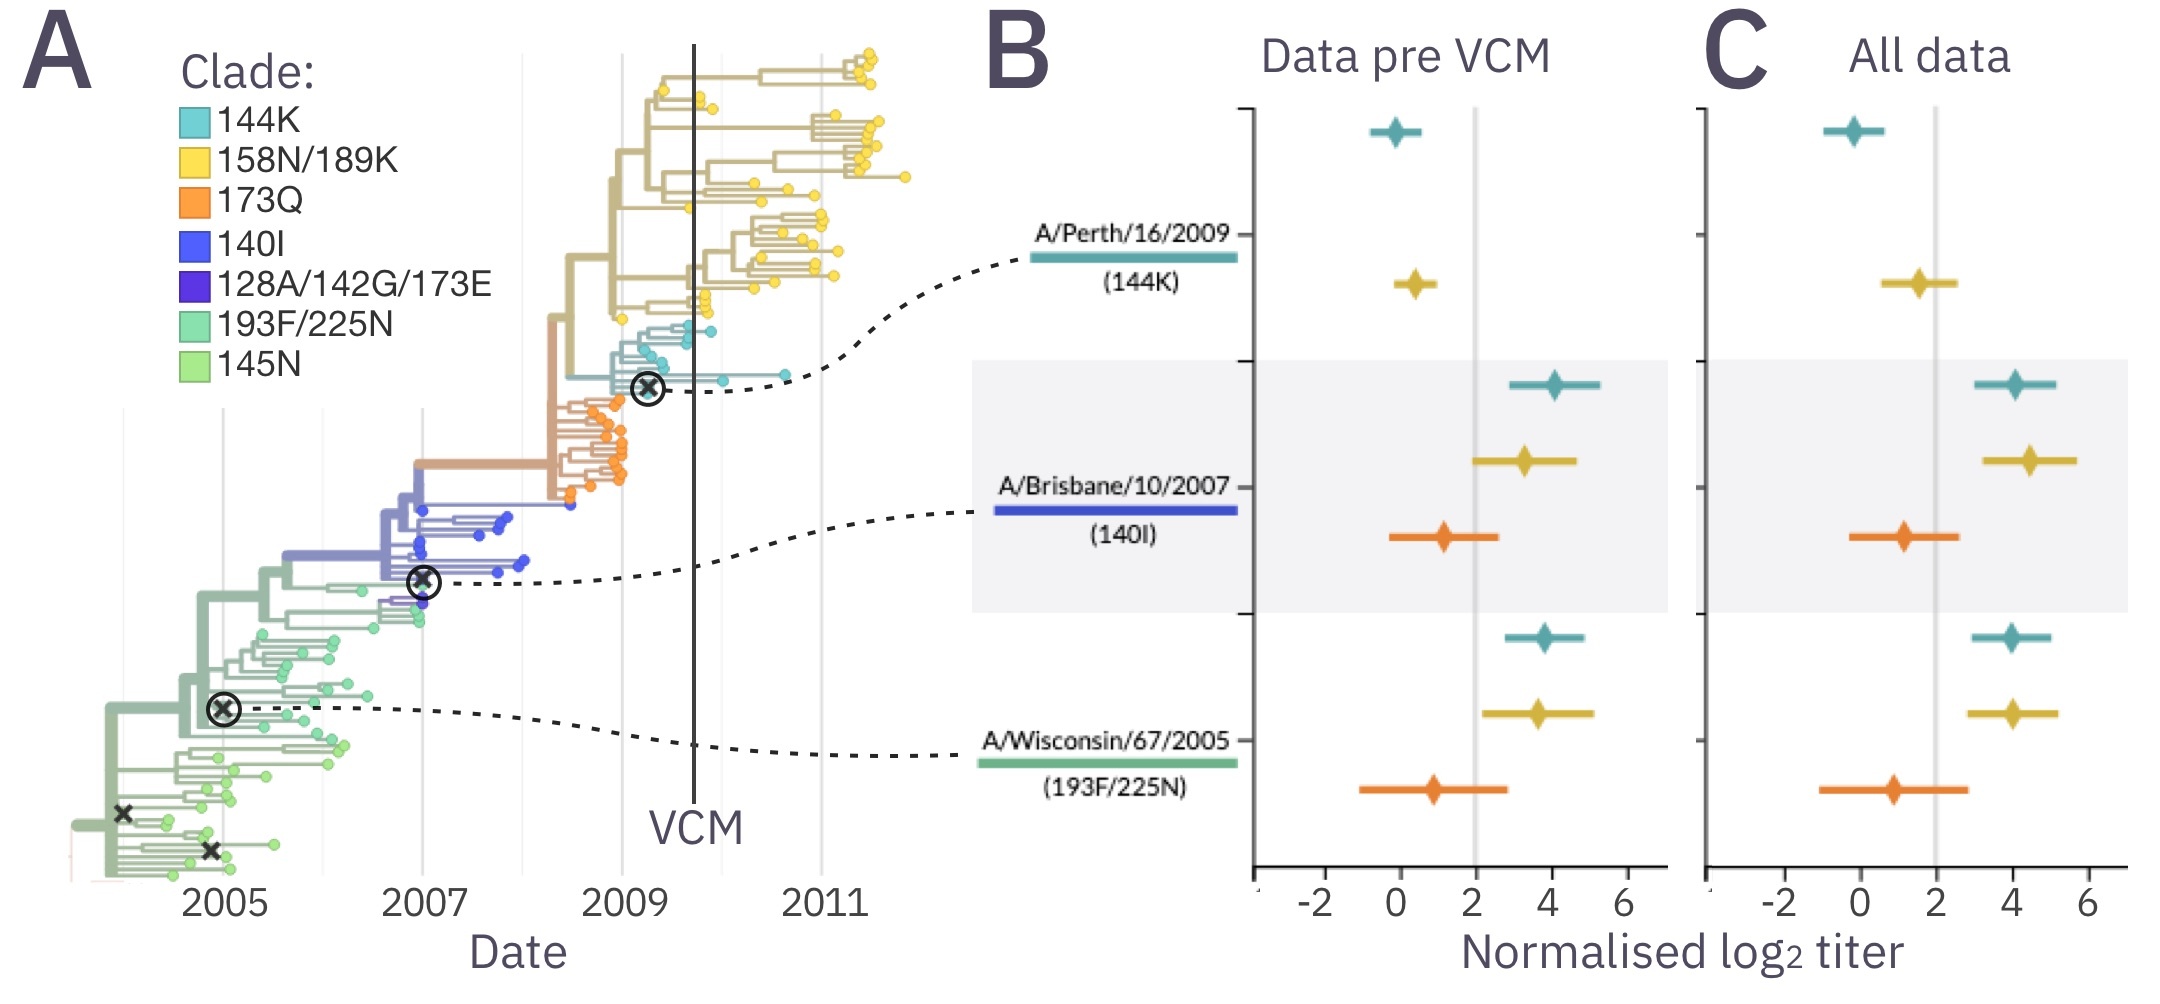 A
Clade:
144K
158N/189K
173Q
140I
128A/142G/173E
193F/225N
145N
VCM
2005 2007 2009 2011
Date
B
Data pre VCM
A/Perth/16/2009
(144K)
A/Brisbane/10/2007
(140I)
A/Wisconsin/67/2005
(193F/225N)
-2 0 2 4 6
C
All data
-2 0 2 4 6
Normalised log2 titer